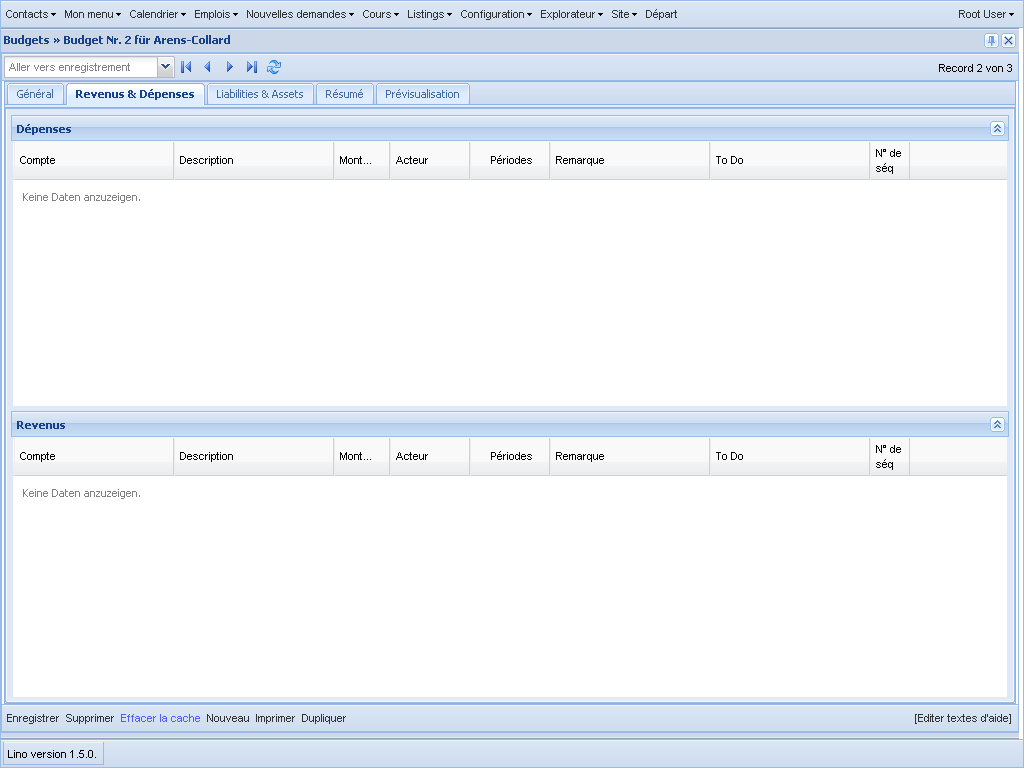 Contacts Mon menu Calendrier Emplois Nouvelles demandes Cours Listings Configuration Explorateur Site Départ Root User
Budgets » Budget Nr. 2 für Arens-Collard
Aller vers enregistrement Record 2 von 3
Général Revenus & Dépenses Liabilities & Assets Résumé Prévisualisation
Dépenses
Compte Description Mont... Acteur Périodes Remarque To Do N° de séq
Keine Daten anzuzeigen.
Revenus
Compte Description Mont... Acteur Périodes Remarque To Do N° de séq
Keine Daten anzuzeigen.
Enregistrer Supprimer Effacer la cache Nouveau Imprimer Dupliquer [Editer textes d'aide]
Lino version 1.5.0.